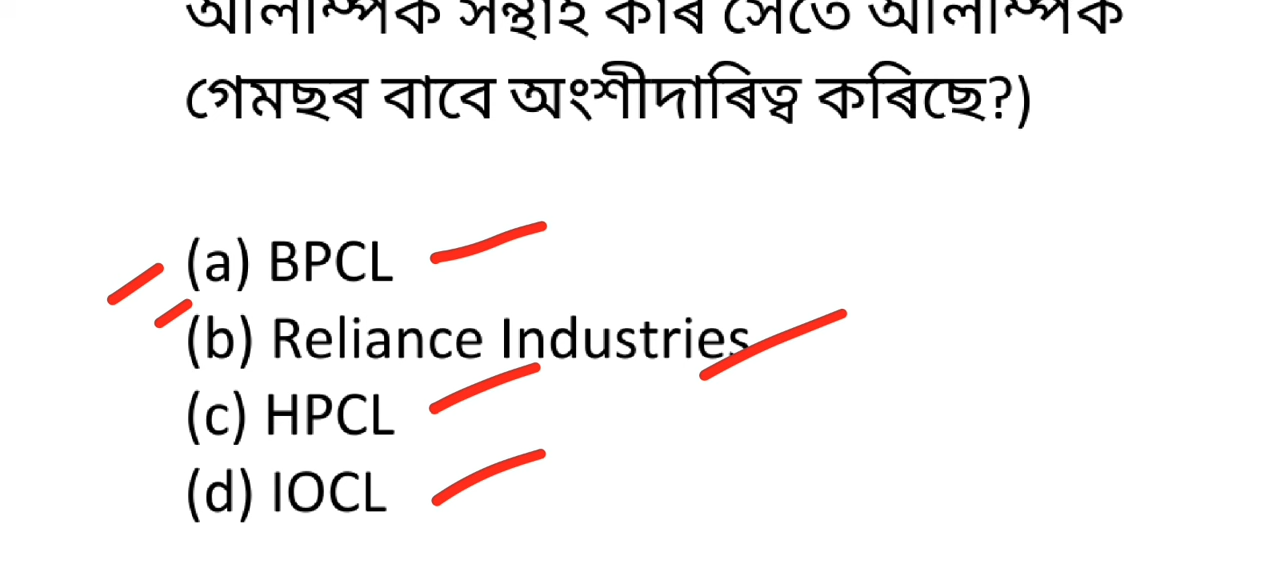 অলিম্পিক সন্থাই কাৰ সৈতে অলিম্পিক
গেমছৰ বাবে অংশীদাৰিত্ব কৰিছে?)
(a) BPCL
(b) Reliance Industries
(c) HPCL
(d) IOCL